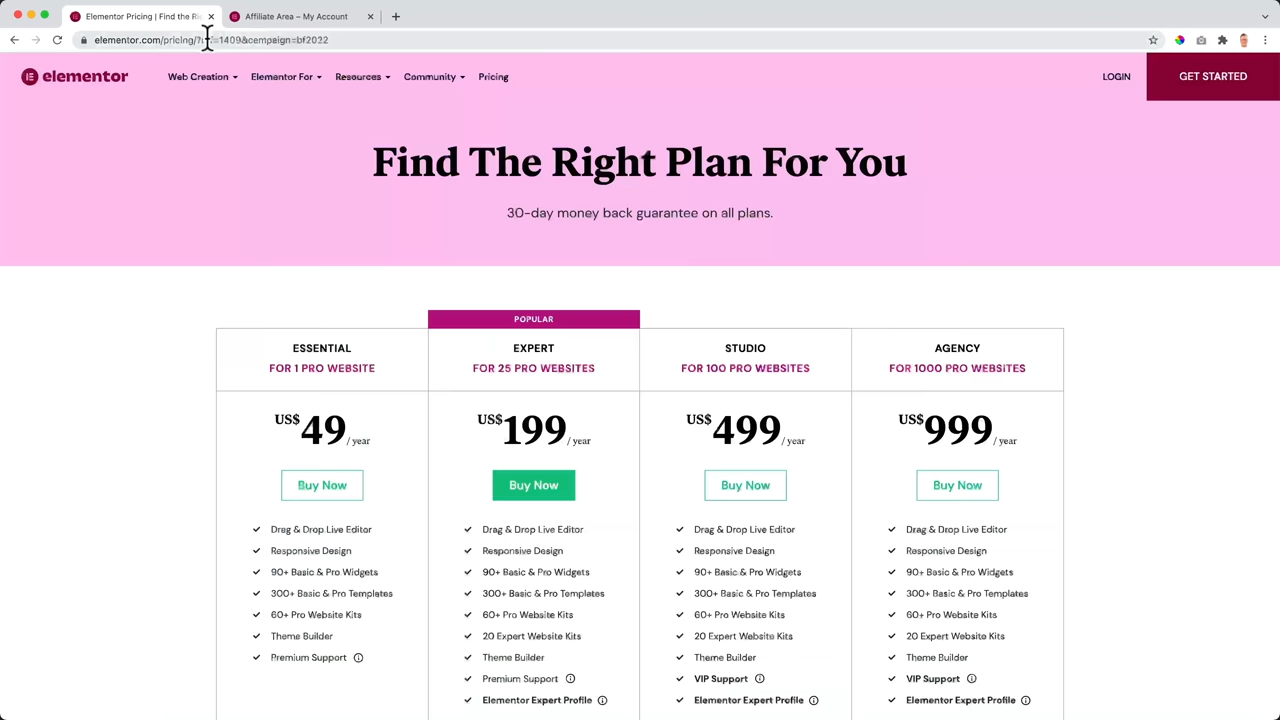 Elementor Pricing | Find the Ri
Affiliate Area – My Account
elementor.com/pricing/?
=1409&campaign=bf2022
elementor
Web Creation
Elementor For
Resources
Community
Pricing
LOGIN
GET STARTED
Find The Right Plan For You
30-day money back guarantee on all plans.
POPULAR
ESSENTIAL
FOR 1 PRO WEBSITE
US$49/ year
Buy Now
Drag & Drop Live Editor
Responsive Design
90+ Basic & Pro Widgets
300+ Basic & Pro Templates
60+ Pro Website Kits
Theme Builder
Premium Support
EXPERT
FOR 25 PRO WEBSITES
US$199/ year
Buy Now
Drag & Drop Live Editor
Responsive Design
90+ Basic & Pro Widgets
300+ Basic & Pro Templates
60+ Pro Website Kits
20 Expert Website Kits
Theme Builder
Premium Support
Elementor Expert Profile
STUDIO
FOR 100 PRO WEBSITES
US$499/ year
Buy Now
Drag & Drop Live Editor
Responsive Design
90+ Basic & Pro Widgets
300+ Basic & Pro Templates
60+ Pro Website Kits
20 Expert Website Kits
Theme Builder
VIP Support
Elementor Expert Profile
AGENCY
FOR 1000 PRO WEBSITES
US$999/ year
Buy Now
Drag & Drop Live Editor
Responsive Design
90+ Basic & Pro Widgets
300+ Basic & Pro Templates
60+ Pro Website Kits
20 Expert Website Kits
Theme Builder
VIP Support
Elementor Expert Profile